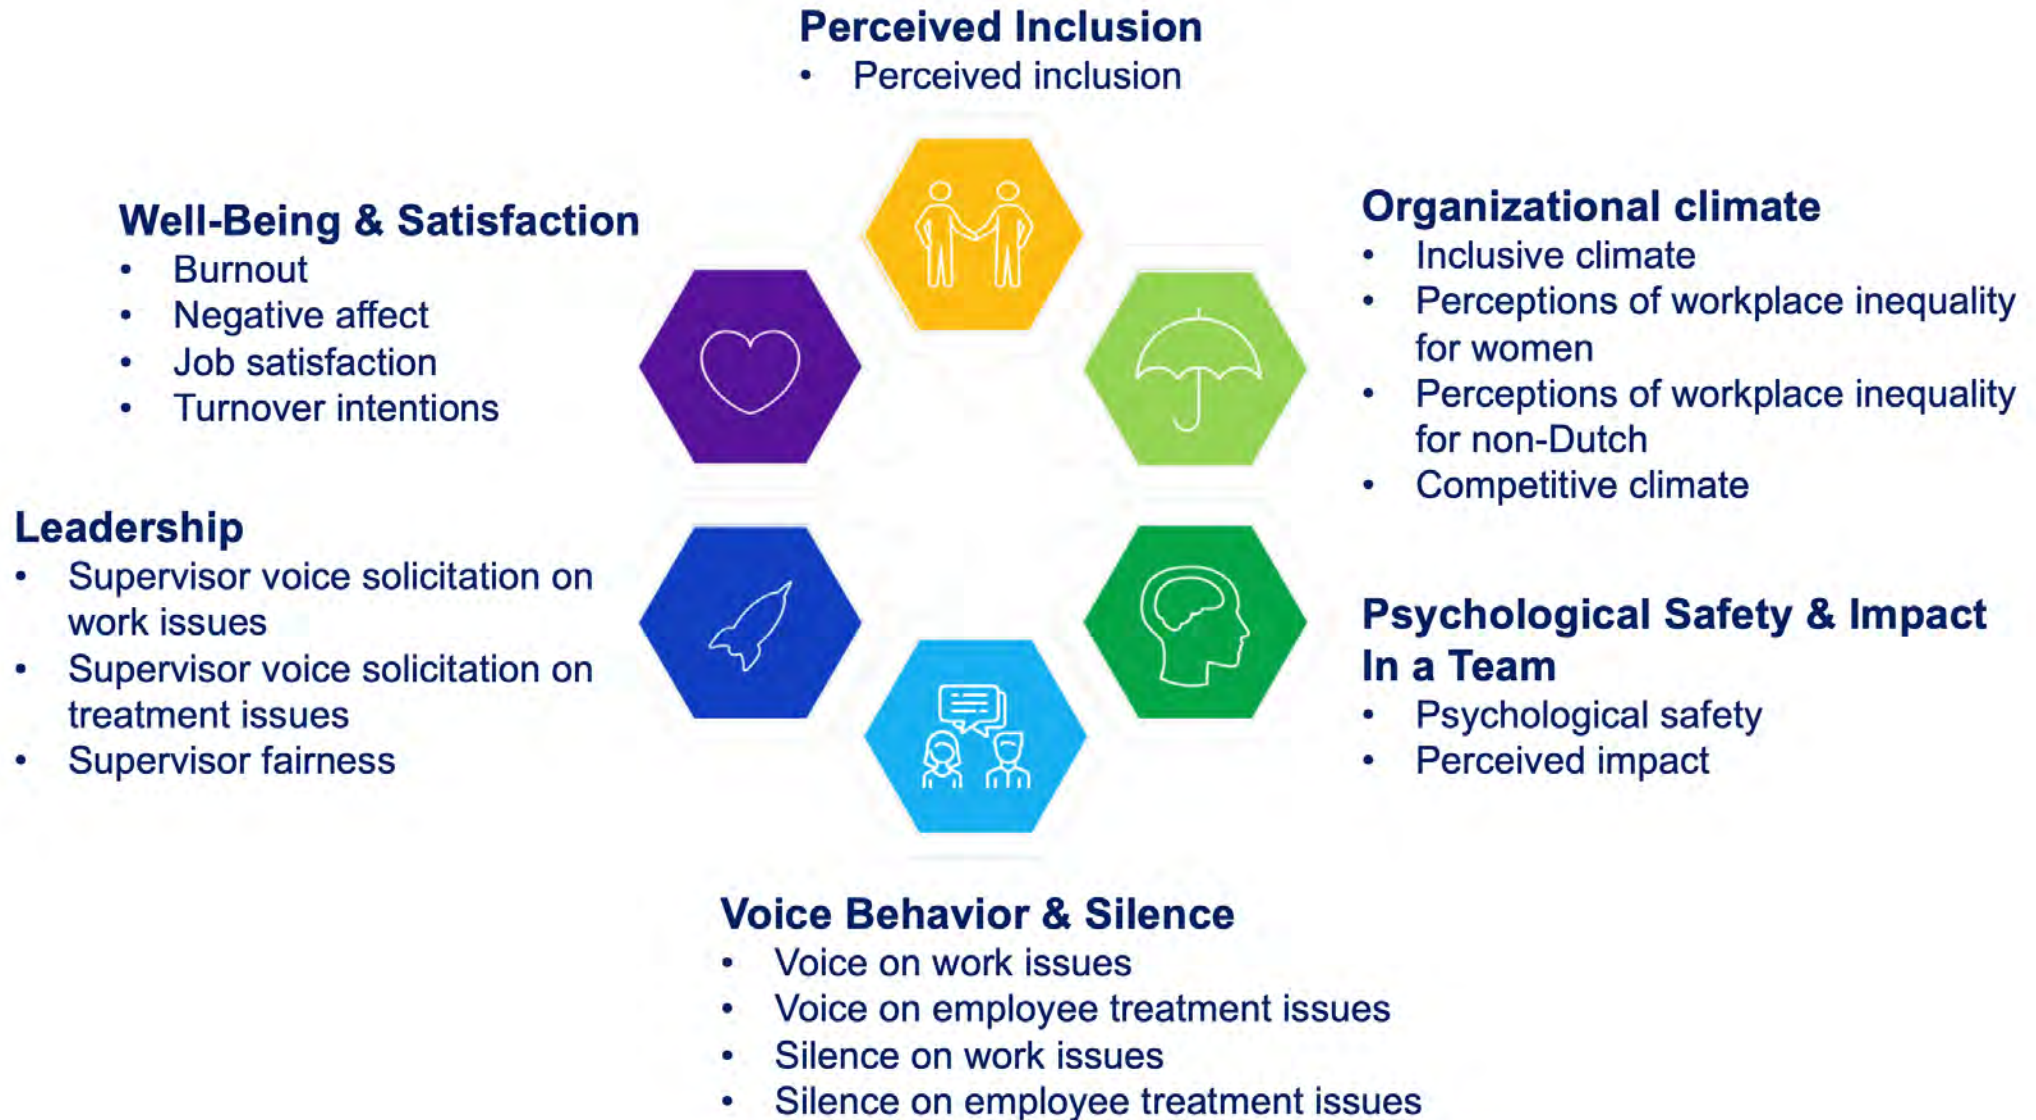 Perceived Inclusion
• Perceived inclusion
Organizational climate
• Inclusive climate
• Perceptions of workplace inequality
for women
• Perceptions of workplace inequality
for non-Dutch
• Competitive climate
Psychological Safety & Impact
In a Team
• Psychological safety
• Perceived impact
Voice Behavior & Silence
• Voice on work issues
• Voice on employee treatment issues
• Silence on work issues
• Silence on employee treatment issues
Leadership
• Supervisor voice solicitation on
work issues
• Supervisor voice solicitation on
treatment issues
• Supervisor fairness
Well-Being & Satisfaction
• Burnout
• Negative affect
• Job satisfaction
• Turnover intentions